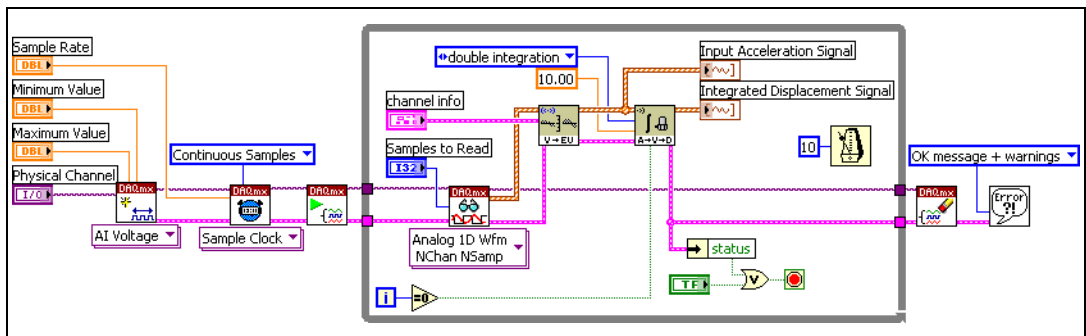 Sample Rate
DBL
Minimum Value
DBL
Maximum Value
DBL
Physical Channel
I/O
DAQmx
AI Voltage
Continuous Samples
DAQmx
Sample Clock
DAQmx
double integration
10.00
channel info
V→EU
A→V→D
Samples to Read
I32
DAQmx
Analog 1D Wfm
NChan NSamp
Input Acceleration Signal
Integrated Displacement Signal
10
status
TF
V
i
=0
OK message + warnings
DAQmx
Error
?!